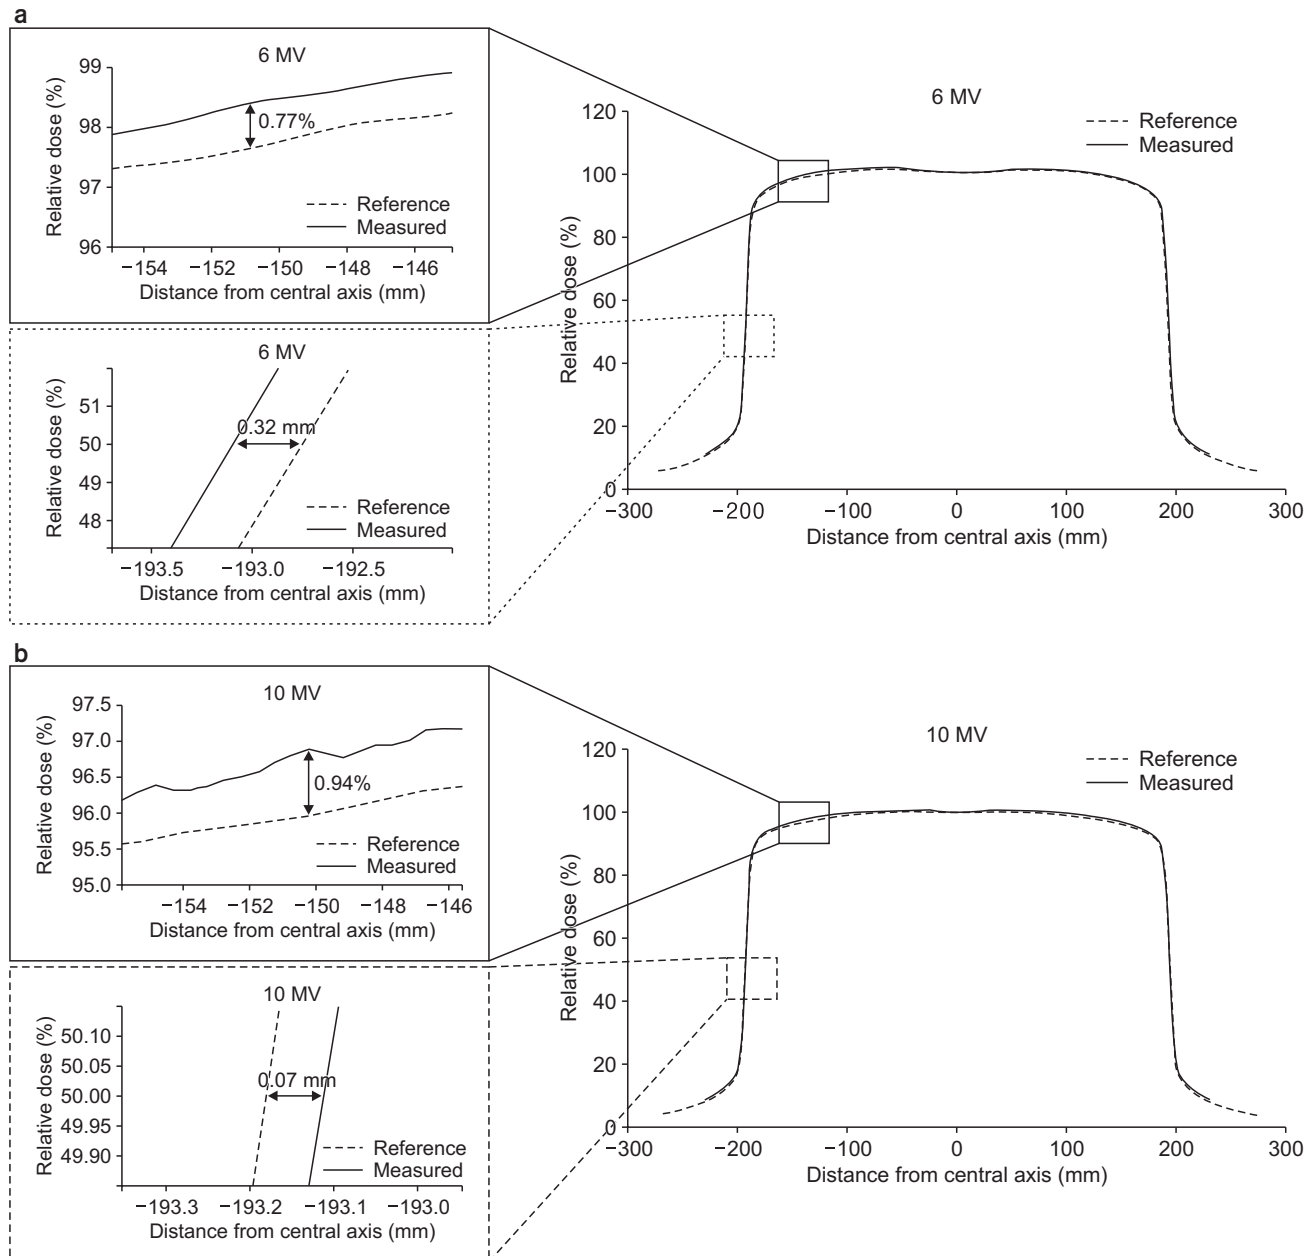 a
6 MV
Relative dose (%)
99
98
97
96
0.77%
Reference
Measured
−154 −152 −150 −148 −146
Distance from central axis (mm)
6 MV
Relative dose (%)
51
50
49
48
0.32 mm
Reference
Measured
−193.5 −193.0 −192.5
Distance from central axis (mm)
6 MV
Relative dose (%)
120
100
80
60
40
20
0
Reference
Measured
−300 −200 −100 0 100 200 300
Distance from central axis (mm)
b
10 MV
Relative dose (%)
97.5
97.0
96.5
96.0
95.5
95.0
0.94%
Reference
Measured
−154 −152 −150 −148 −146
Distance from central axis (mm)
10 MV
Relative dose (%)
50.10
50.05
50.00
49.95
49.90
0.07 mm
Reference
Measured
−193.3 −193.2 −193.1 −193.0
Distance from central axis (mm)
10 MV
Relative dose (%)
120
100
80
60
40
20
0
Reference
Measured
−300 −200 −100 0 100 200 300
Distance from central axis (mm)